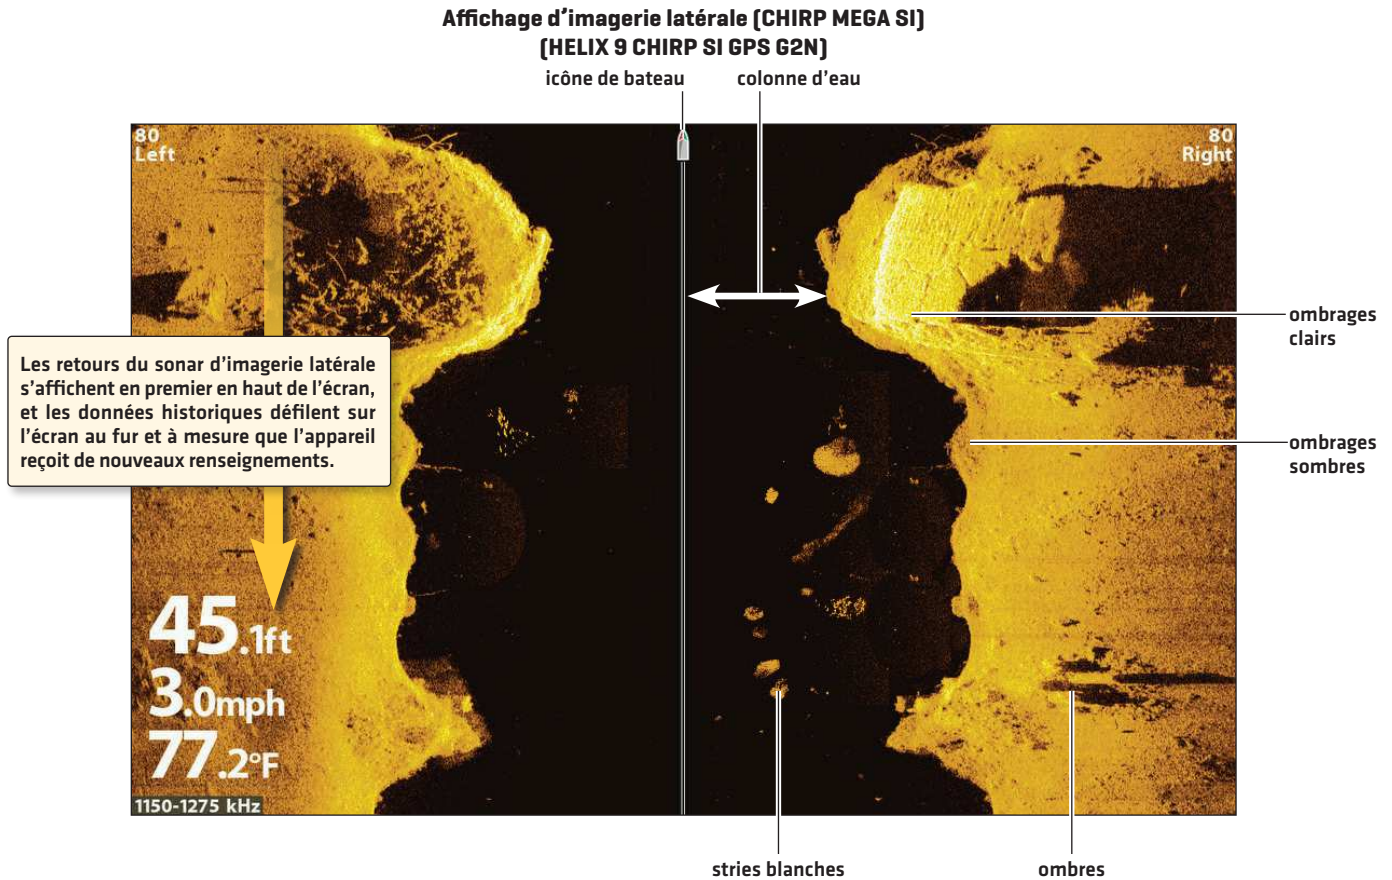 Affichage d'imagerie latérale (CHIRP MEGA SI)
(HELIX 9 CHIRP SI GPS G2N)
icône de bateau
colonne d'eau
80
Left
80
Right
ombrages
clairs
Les retours du sonar d'imagerie latérale
s'affichent en premier en haut de l'écran,
et les données historiques défilent sur
l'écran au fur et à mesure que l'appareil
reçoit de nouveaux renseignements.
ombrages
sombres
45.1ft
3.0mph
77.2°F
1150-1275 kHz
stries blanches
ombres